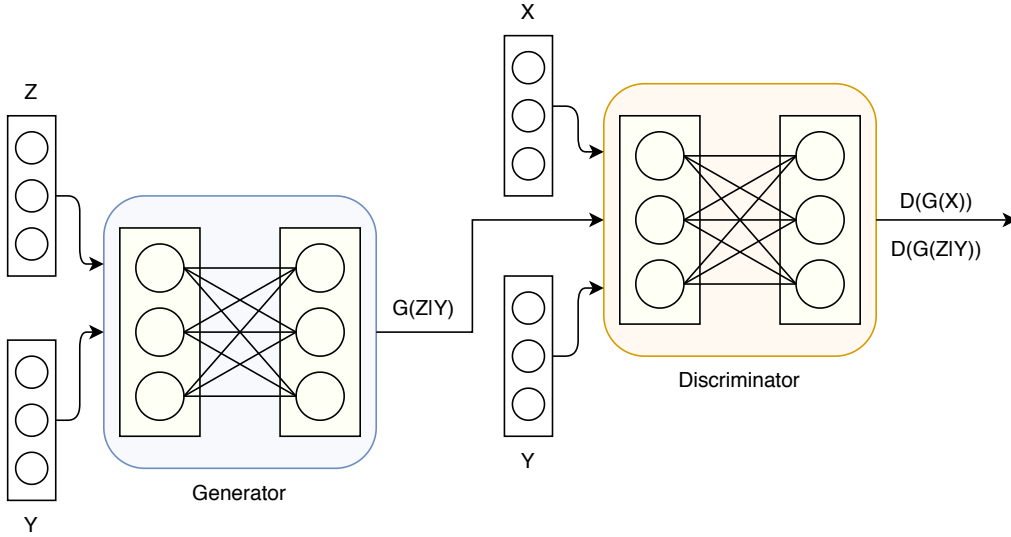 X
Z
D(G(X))
D(G(Z|Y))
G(Z|Y)
Discriminator
Y
Generator
Y